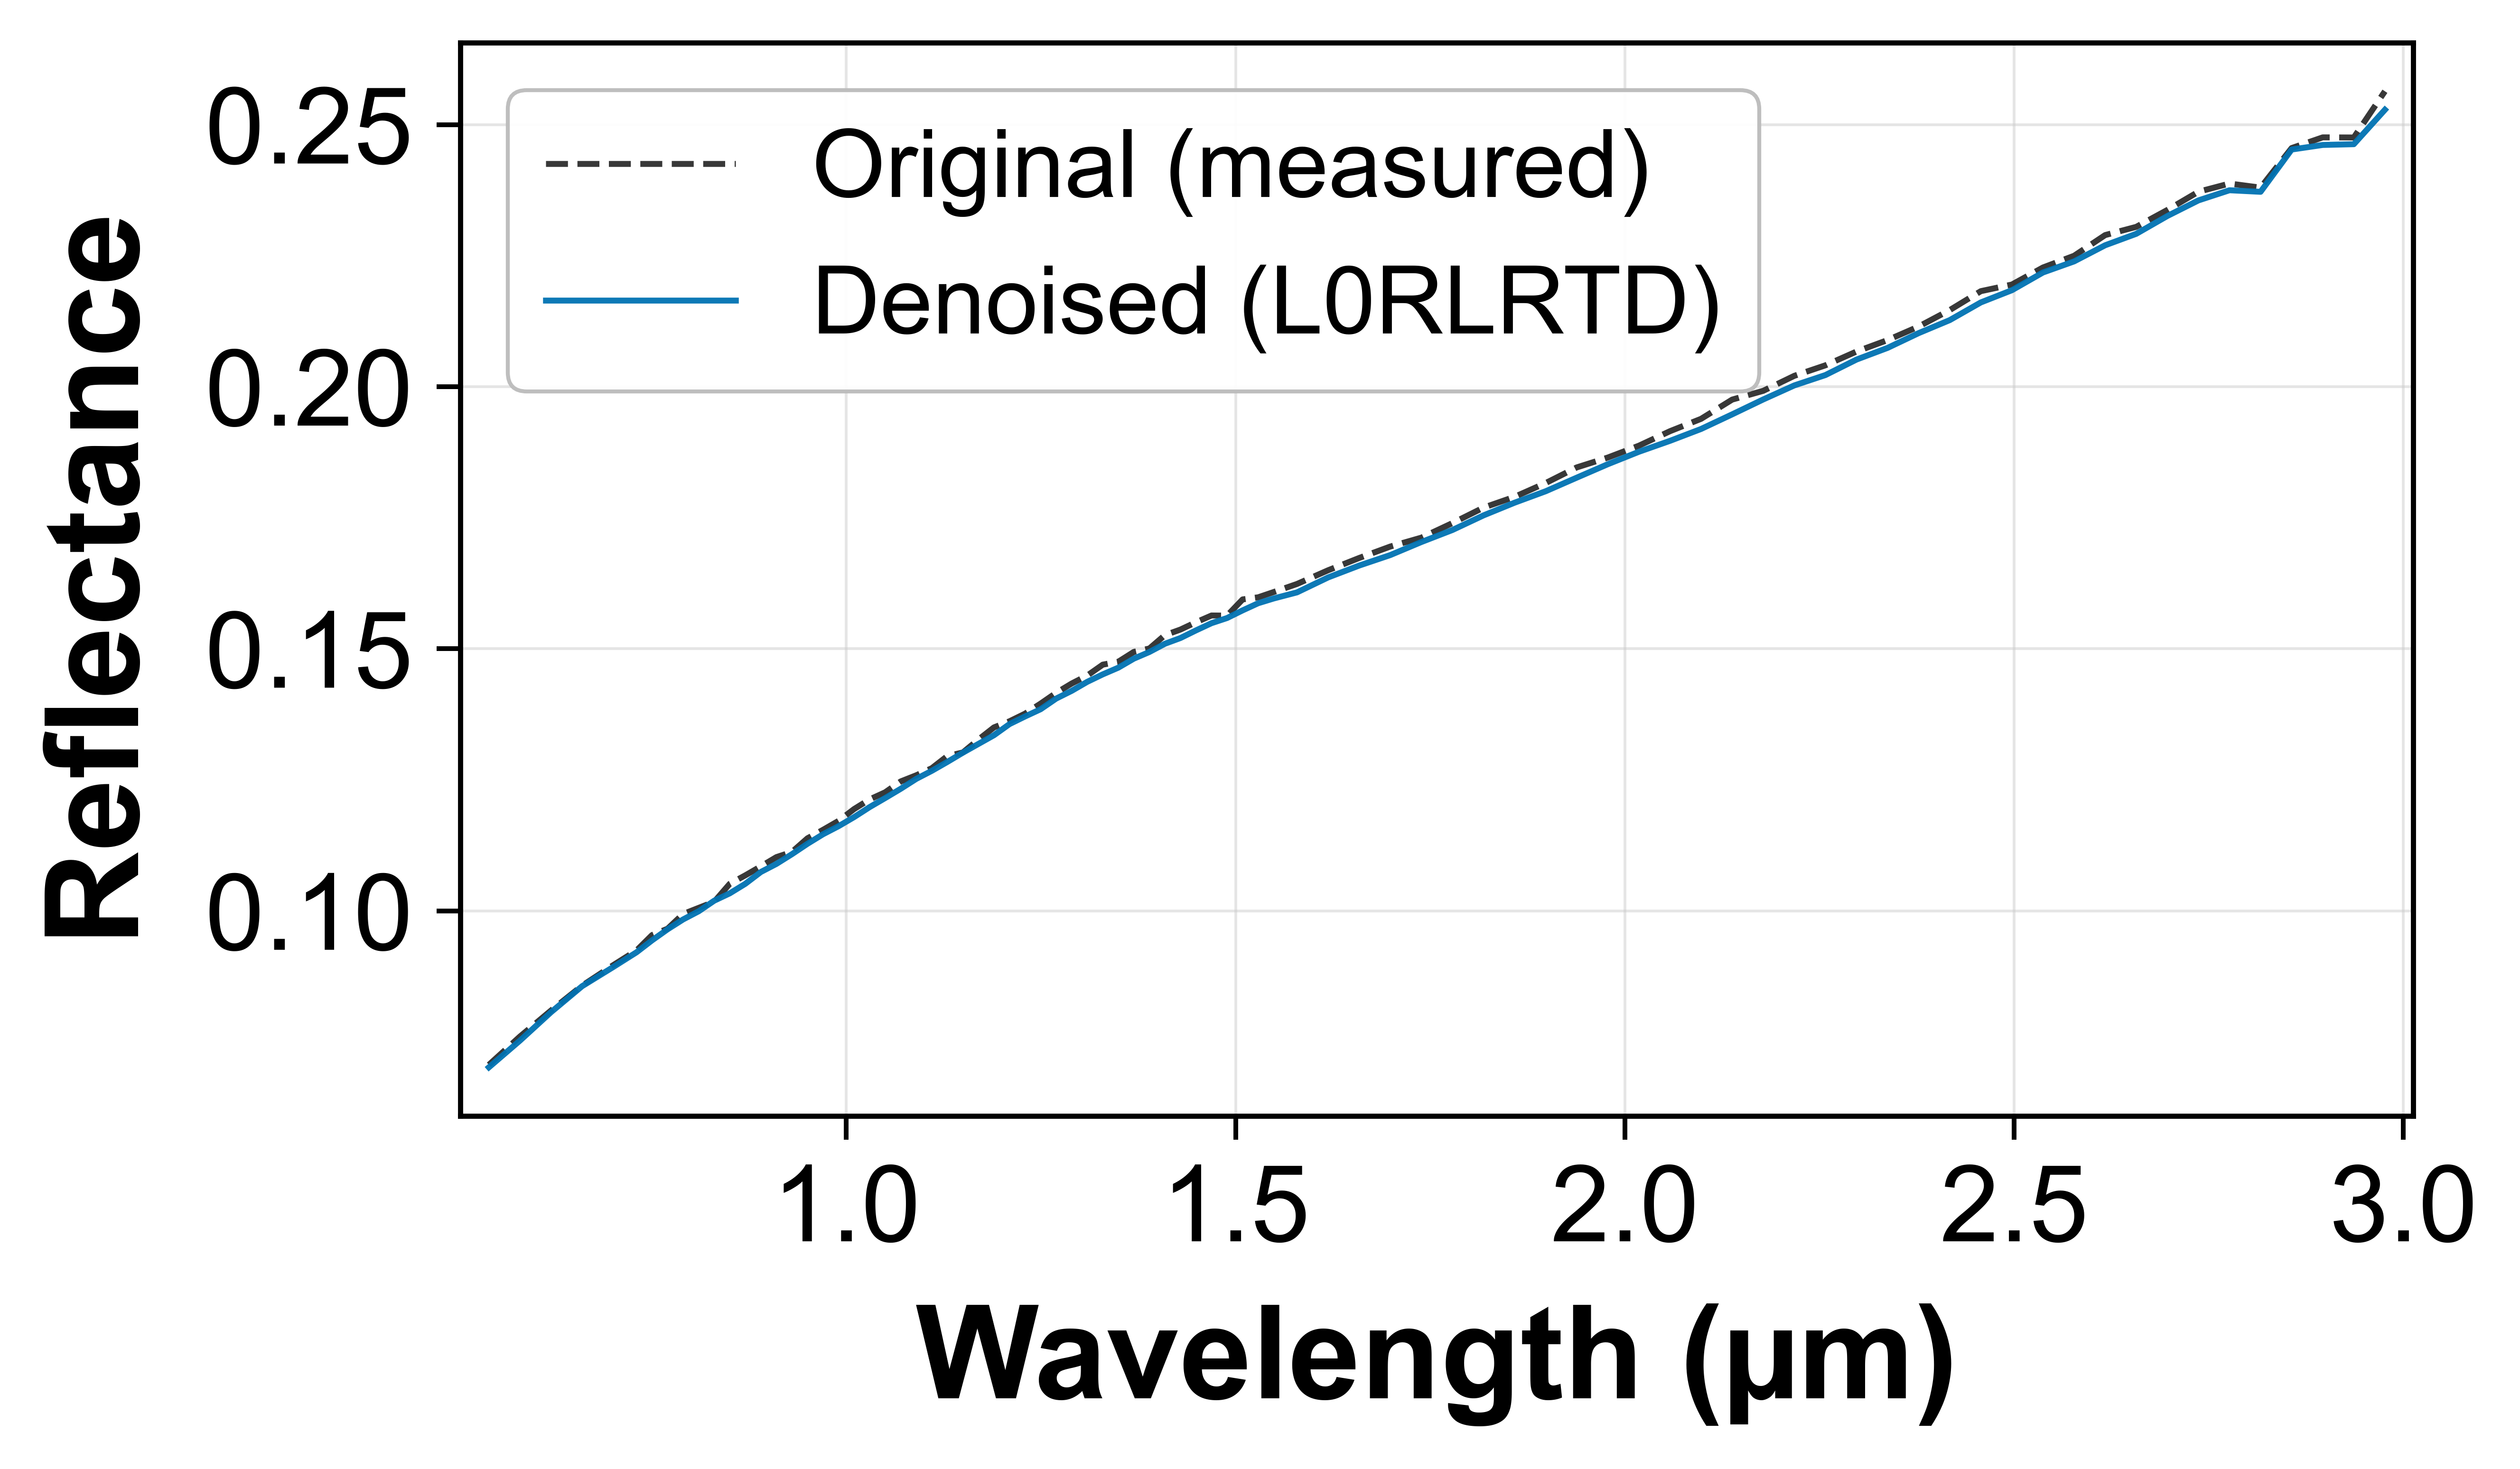 Reflectance
0.25
0.20
0.15
0.10
Original (measured)
Denoised (L0RLRTD)
1.0 1.5 2.0 2.5 3.0
Wavelength (μm)